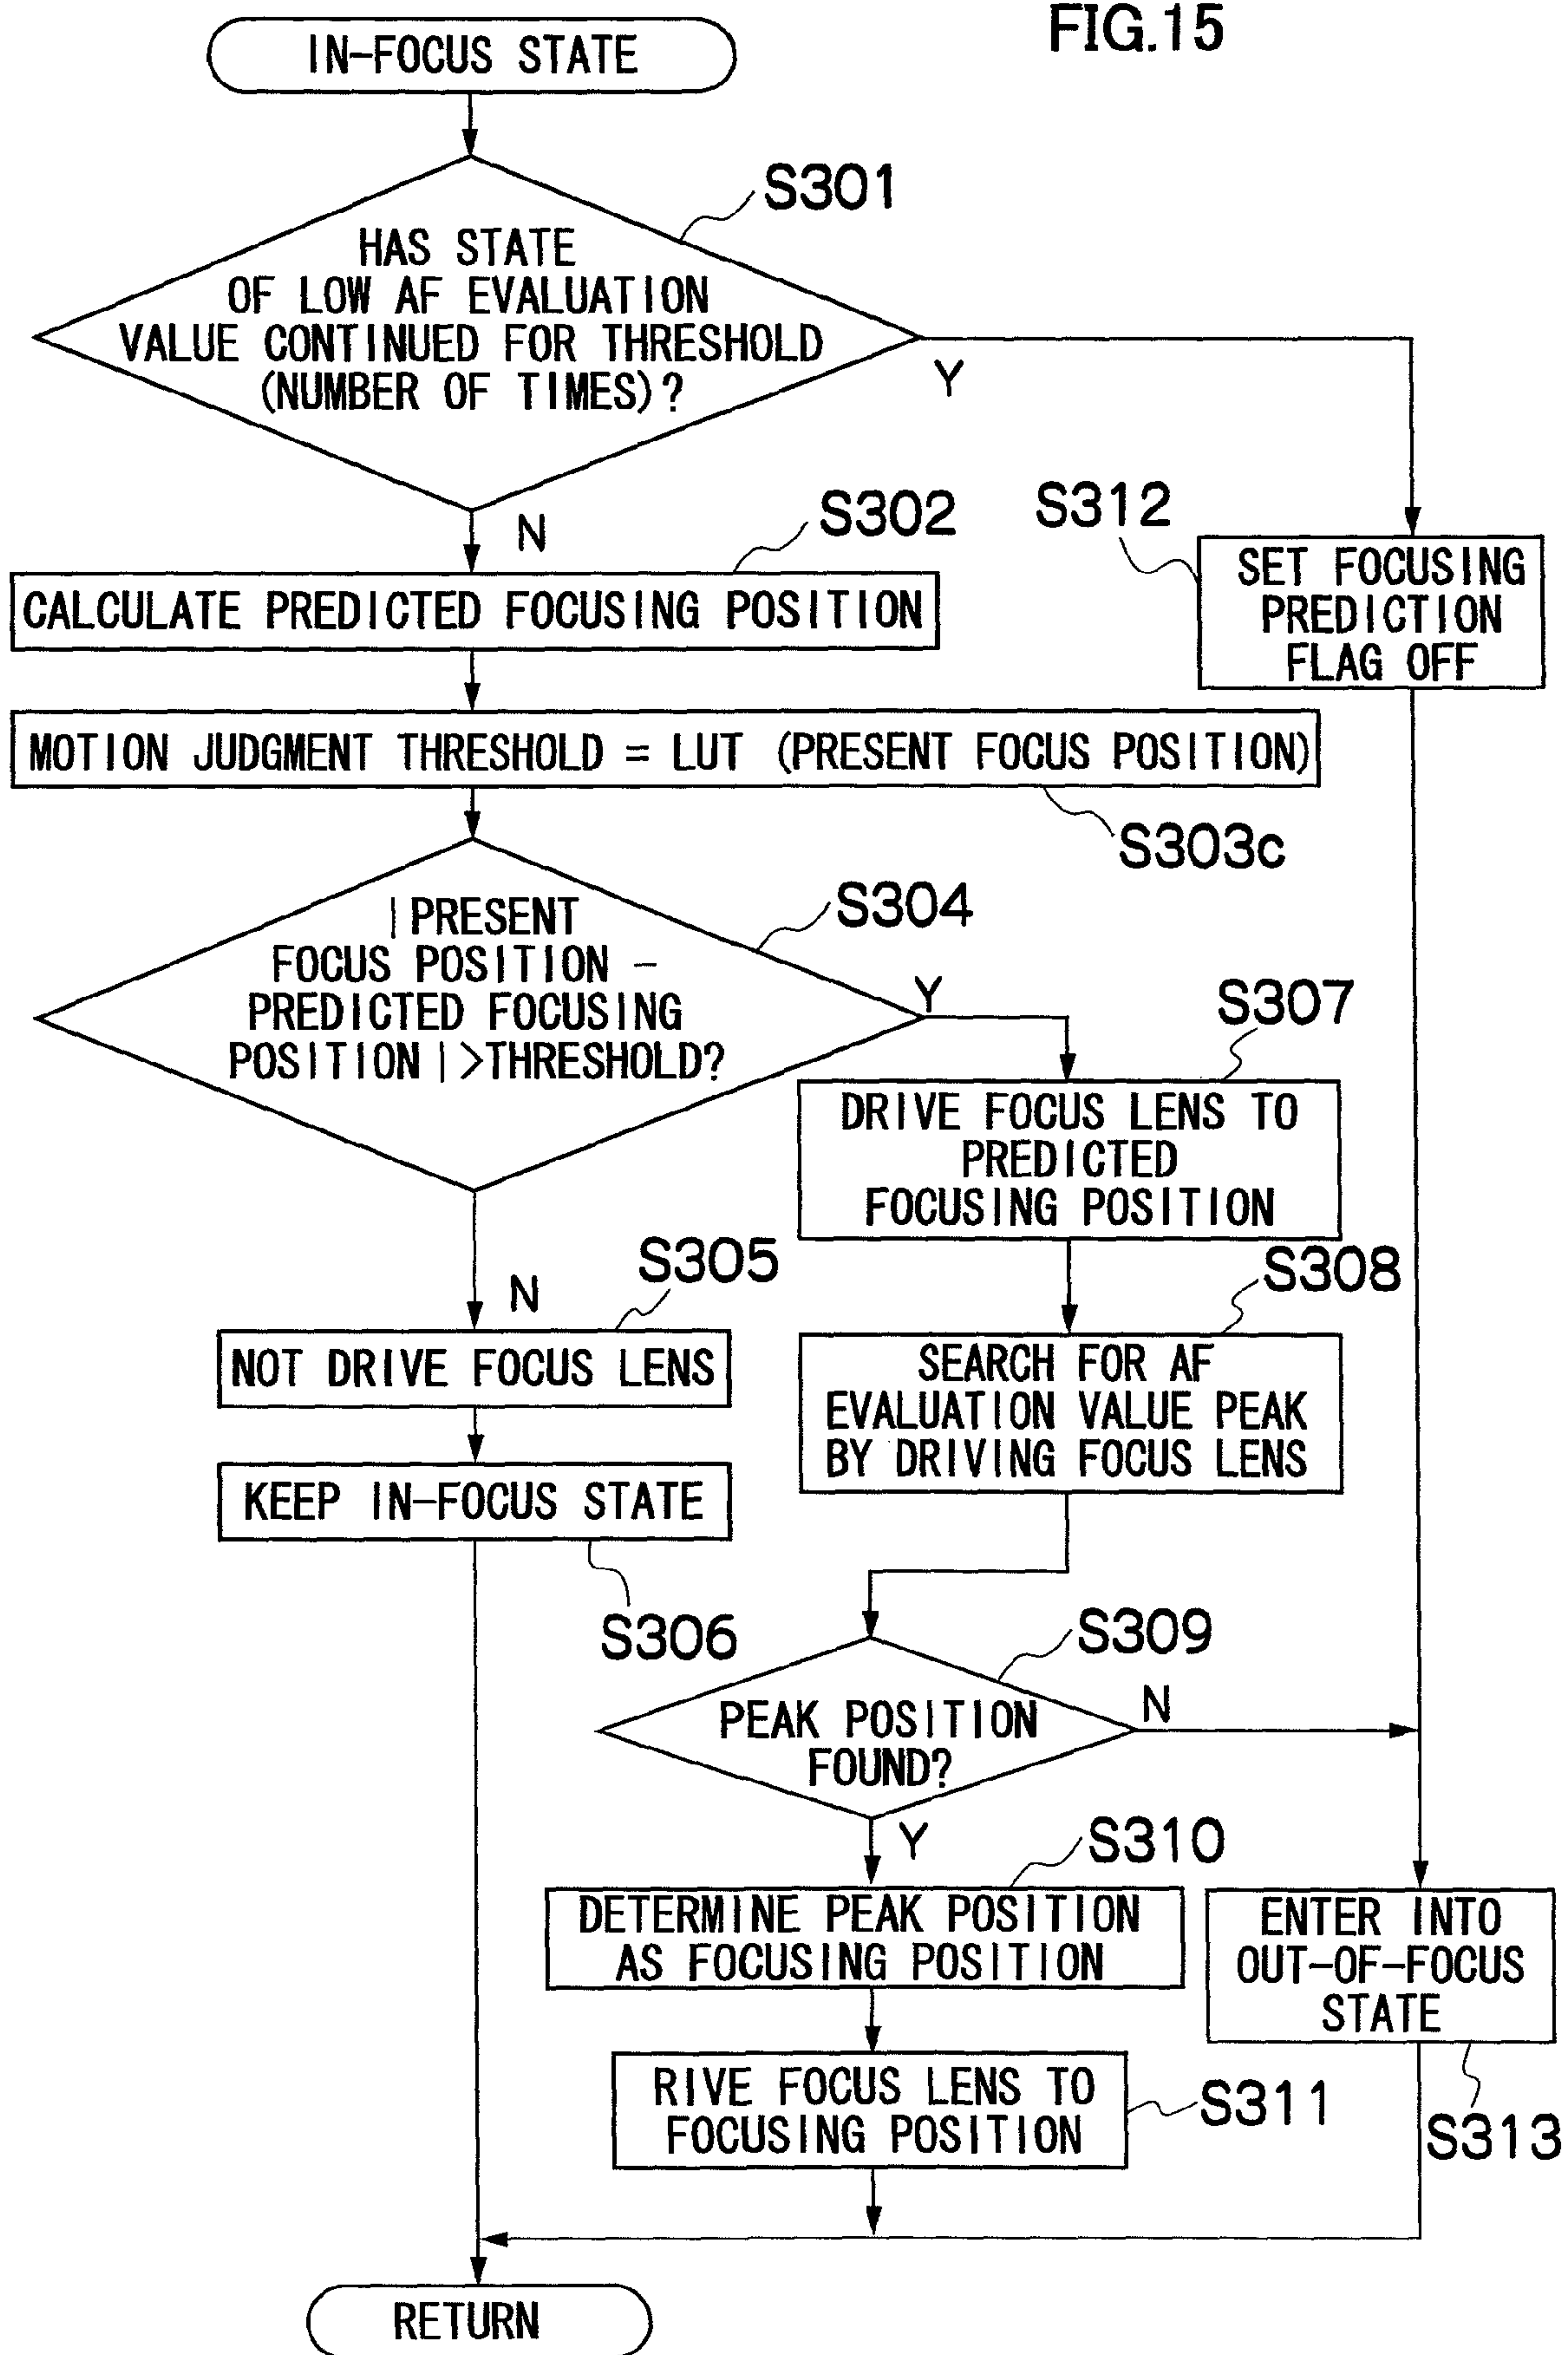 FIG.15
IN-FOCUS STATE
S301
HAS STATE
OF LOW AF EVALUATION
VALUE CONTINUED FOR THRESHOLD
(NUMBER OF TIMES)?
Y
N
S302
CALCULATE PREDICTED FOCUSING POSITION
S312
SET FOCUSING
PREDICTION
FLAG OFF
MOTION JUDGMENT THRESHOLD = LUT (PRESENT FOCUS POSITION)
S303c
S304
|PRESENT
FOCUS POSITION -
PREDICTED FOCUSING
POSITION|>THRESHOLD?
Y
N
S307
DRIVE FOCUS LENS TO
PREDICTED
FOCUSING POSITION
S305
NOT DRIVE FOCUS LENS
S308
SEARCH FOR AF
EVALUATION VALUE PEAK
BY DRIVING FOCUS LENS
KEEP IN-FOCUS STATE
S306
S309
PEAK POSITION
FOUND?
N
Y
S310
DETERMINE PEAK POSITION
AS FOCUSING POSITION
ENTER INTO
OUT-OF-FOCUS
STATE
S313
RIVE FOCUS LENS TO
FOCUSING POSITION
S311
RETURN